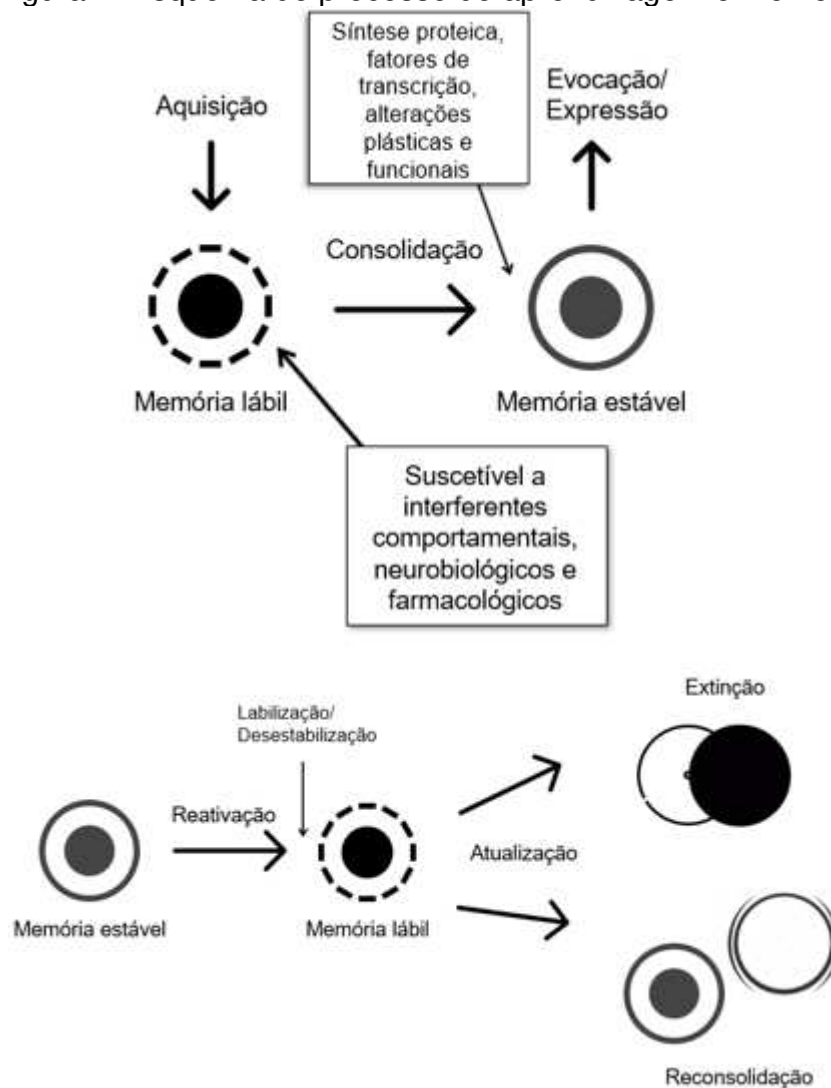 Síntese proteica,
fatores de
transcrição,
alterações
plásticas e
funcionais
Aquisição
Evocação/
Expressão
Consolidação
Memória lábil
Memória estável
Suscetível a
interferentes
comportamentais,
neurobiológicos e
farmacológicos
Extinção
Labilização/
Desestabilização
Reativação
Atualização
Memória estável
Memória lábil
Reconsolidação